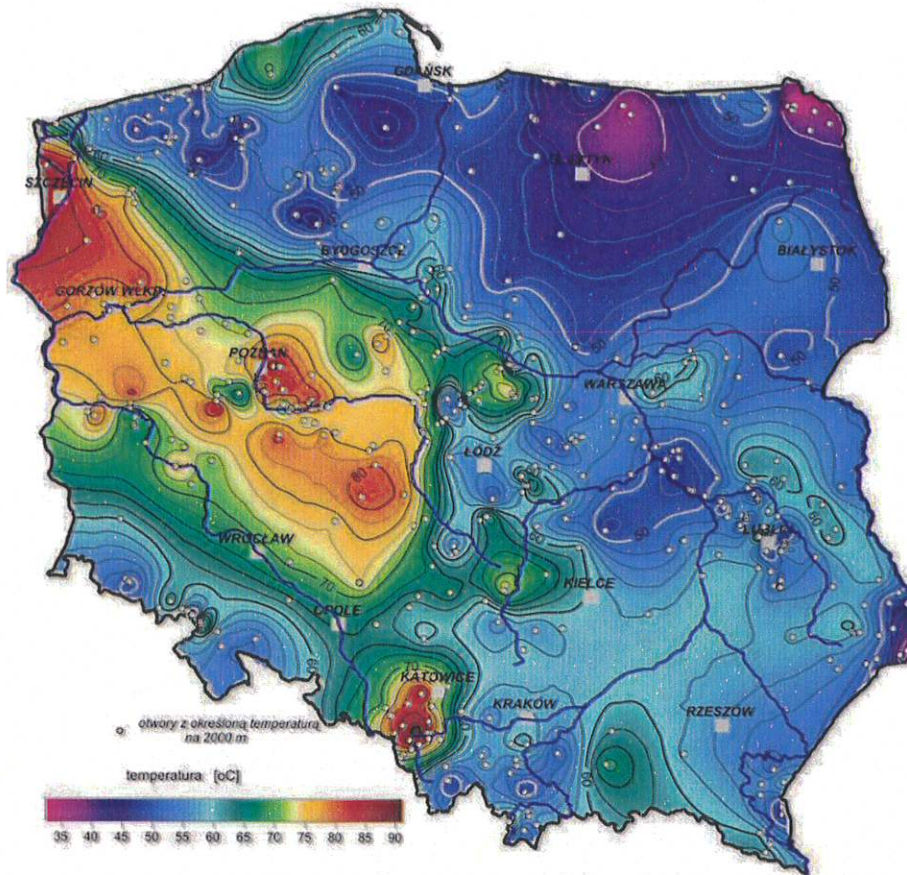 GDAŃSK
OLSZTYN
SZCZECIN
BYDGOSZCZ
BIAŁYSTOK
GORZÓW WLKP.
POZNAŃ
WARSZAWA
ŁÓDŹ
WROCŁAW
LUBLIN
KIELCE
OPOLE
KATOWICE
KRAKÓW
RZESZÓW
otwory z określoną temperaturą
na 2000 m
temperatura [oC]
35 40 45 50 55 60 65 70 75 80 85 90